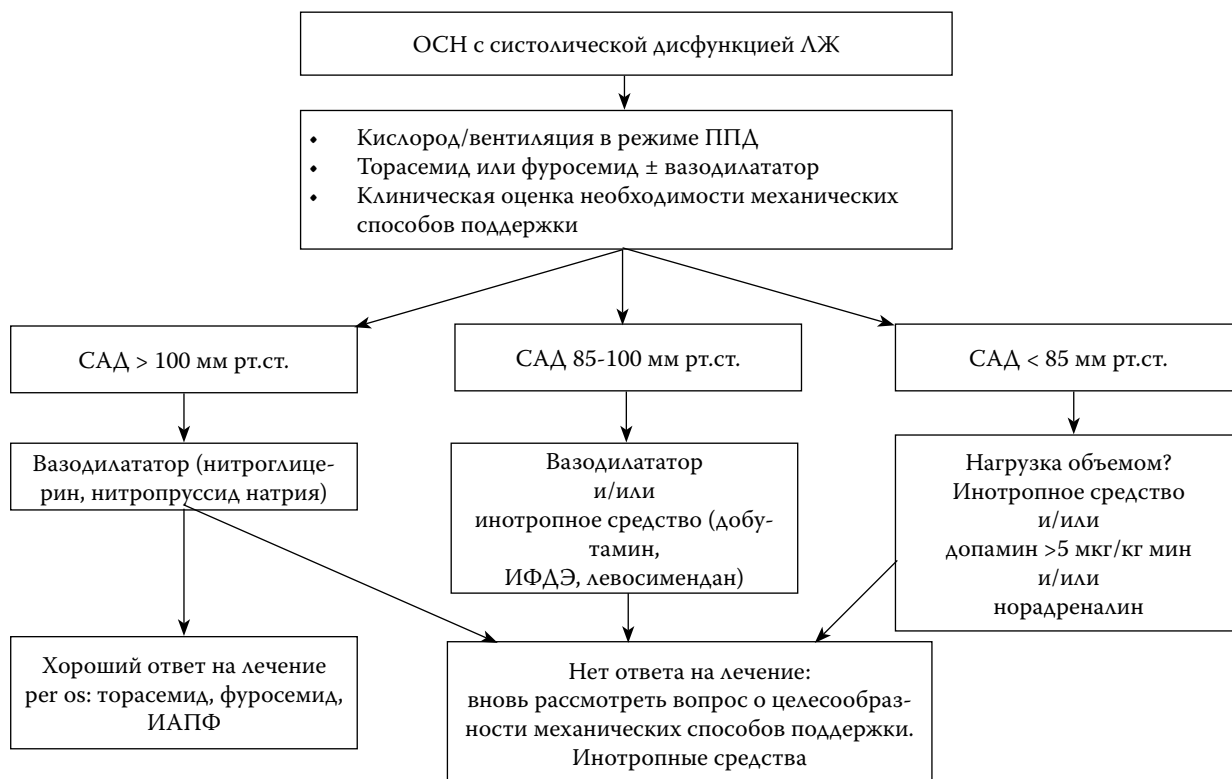 ОСН с систолической дисфункцией ЛЖ
• Кислород/вентиляция в режиме ППД
• Торасемид или фуросемид ± вазодилататор
• Клиническая оценка необходимости механических
способов поддержки
САД > 100 мм рт.ст.
САД 85-100 мм рт.ст.
САД < 85 мм рт.ст.
Вазодилататор (нитроглице-
рин, нитропруссид натрия)
Вазодилататор
и/или
инотропное средство (добу-
тамин,
ИФДЭ, левосимендан)
Нагрузка объемом?
Инотропное средство
и/или
допамин >5 мкг/кг мин
и/или
норадреналин
Хороший ответ на лечение
per os: торасемид, фуросемид,
ИАПФ
Нет ответа на лечение:
вновь рассмотреть вопрос о целесообраз-
ности механических способов поддержки.
Инотропные средства